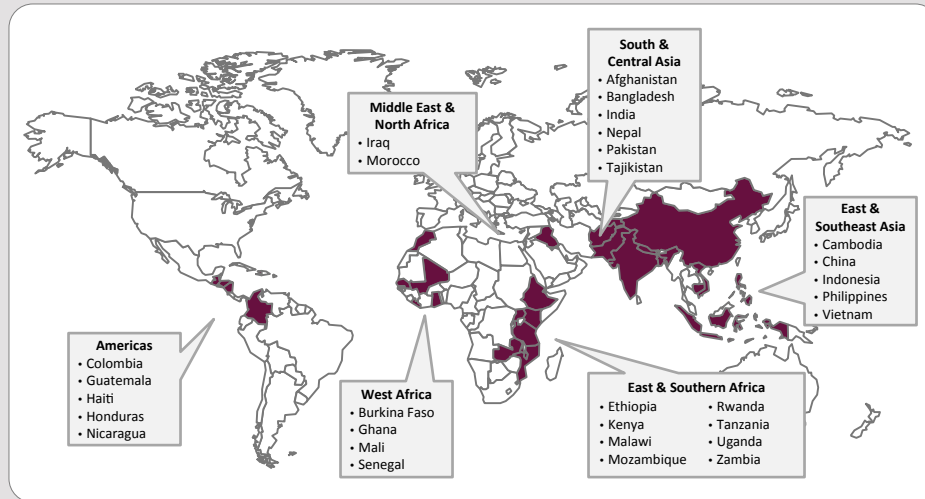 South &
Central Asia
• Afghanistan
• Bangladesh
• India
• Nepal
• Pakistan
• Tajikistan
Middle East &
North Africa
• Iraq
• Morocco
East &
Southeast Asia
• Cambodia
• China
• Indonesia
• Philippines
• Vietnam
Americas
• Colombia
• Guatemala
• Haiti
• Honduras
• Nicaragua
West Africa
• Burkina Faso
• Ghana
• Mali
• Senegal
East & Southern Africa
• Ethiopia
• Kenya
• Malawi
• Mozambique
• Rwanda
• Tanzania
• Uganda
• Zambia